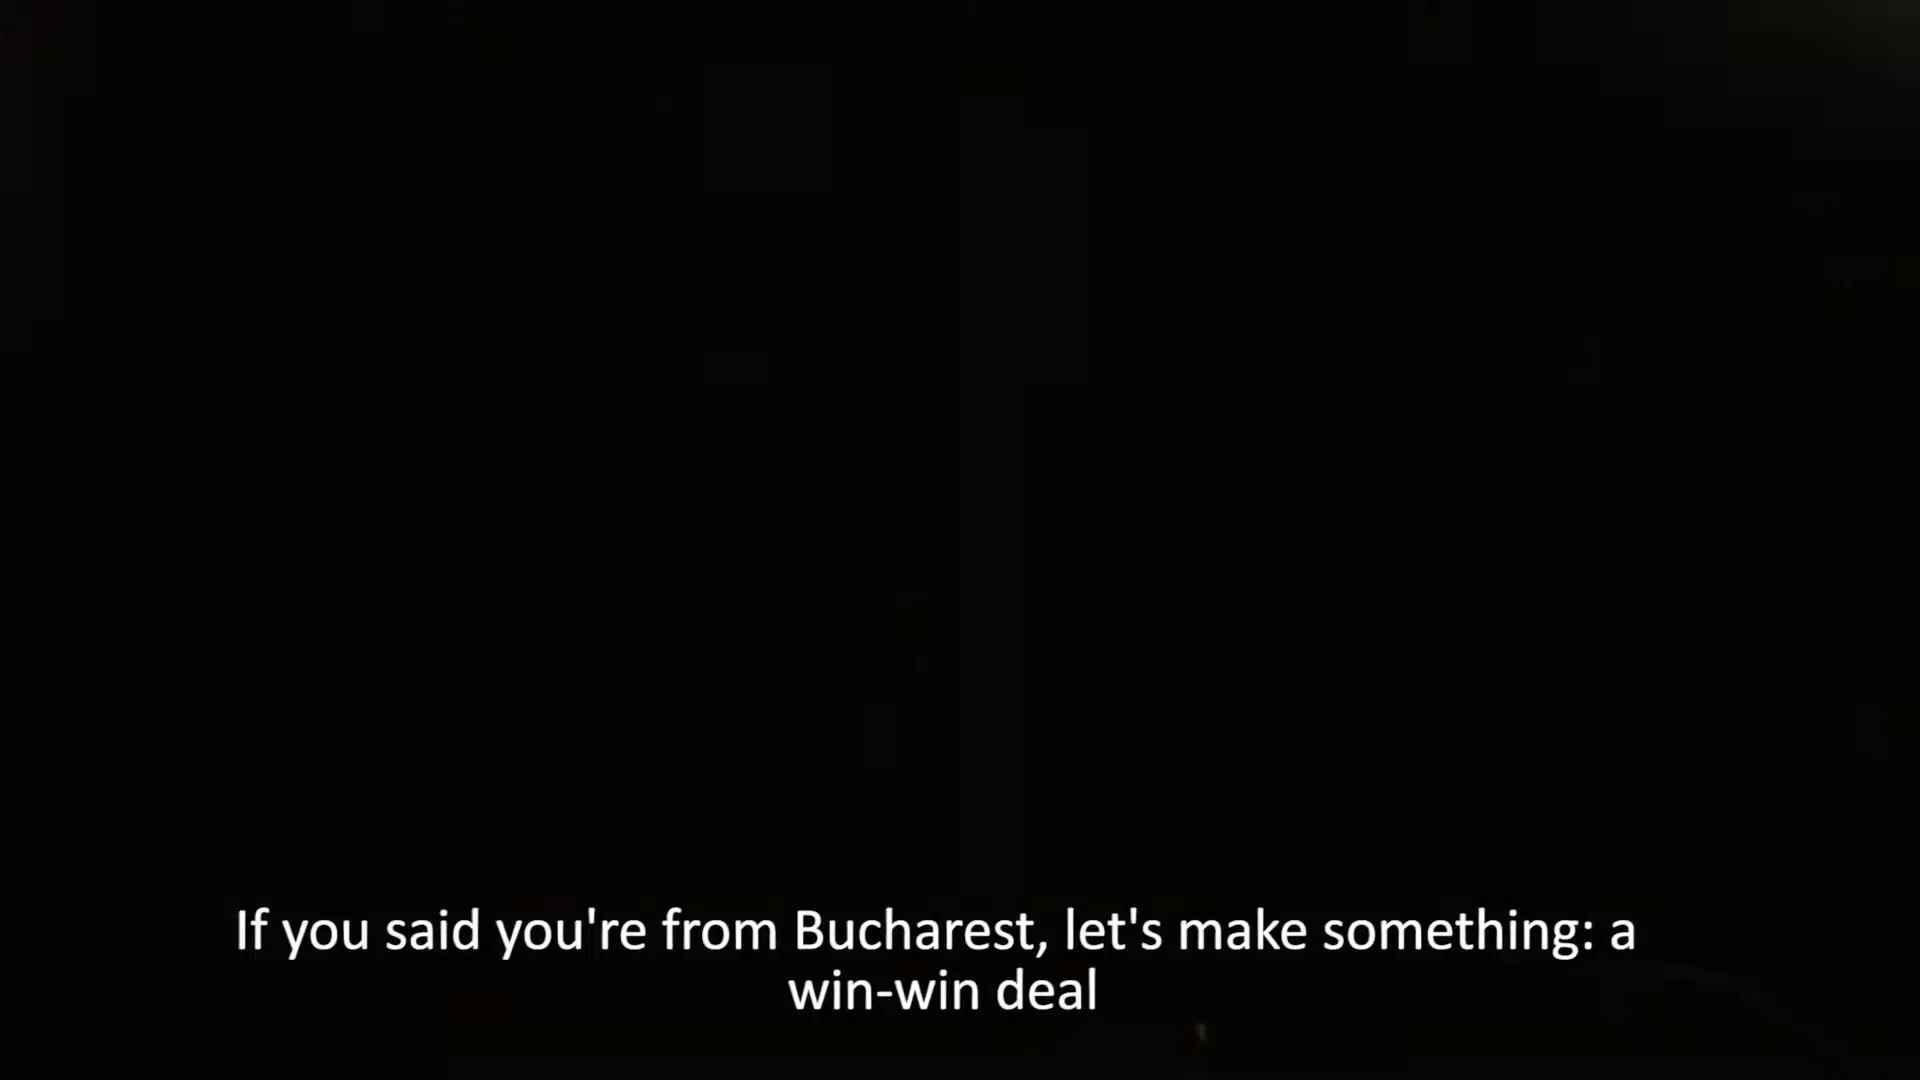 If you said you're from Bucharest, let's make something: a
win-win deal